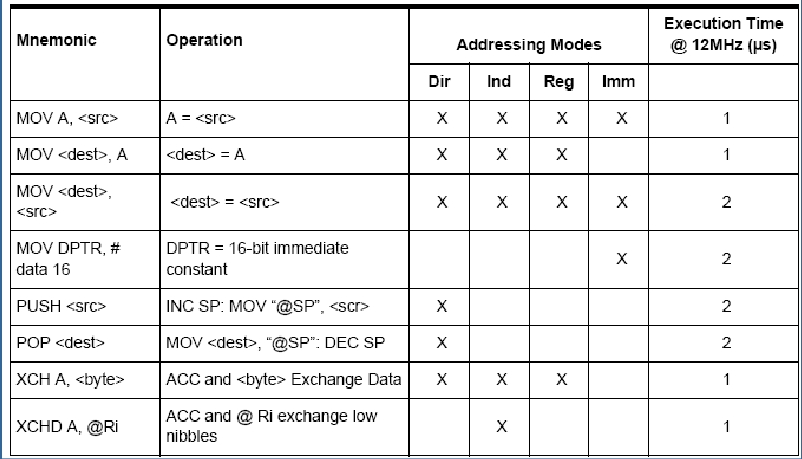 Mnemonic Operation Addressing Modes Execution Time
@ 12MHz (µs)
Dir Ind Reg Imm
MOV A, <src> A = <src> X X X X 1
MOV <dest>, A <dest> = A X X X 1
MOV <dest>,
<src> <dest> = <src> X X X X 2
MOV DPTR, # DPTR = 16-bit immediate
data 16 constant X 2
PUSH <src> INC SP: MOV “@SP”, <scr> X 2
POP <dest> MOV <dest>, “@SP”: DEC SP X 2
XCH A, <byte> ACC and <byte> Exchange Data X X X 1
XCHD A, @Ri ACC and @ Ri exchange low
nibbles X 1